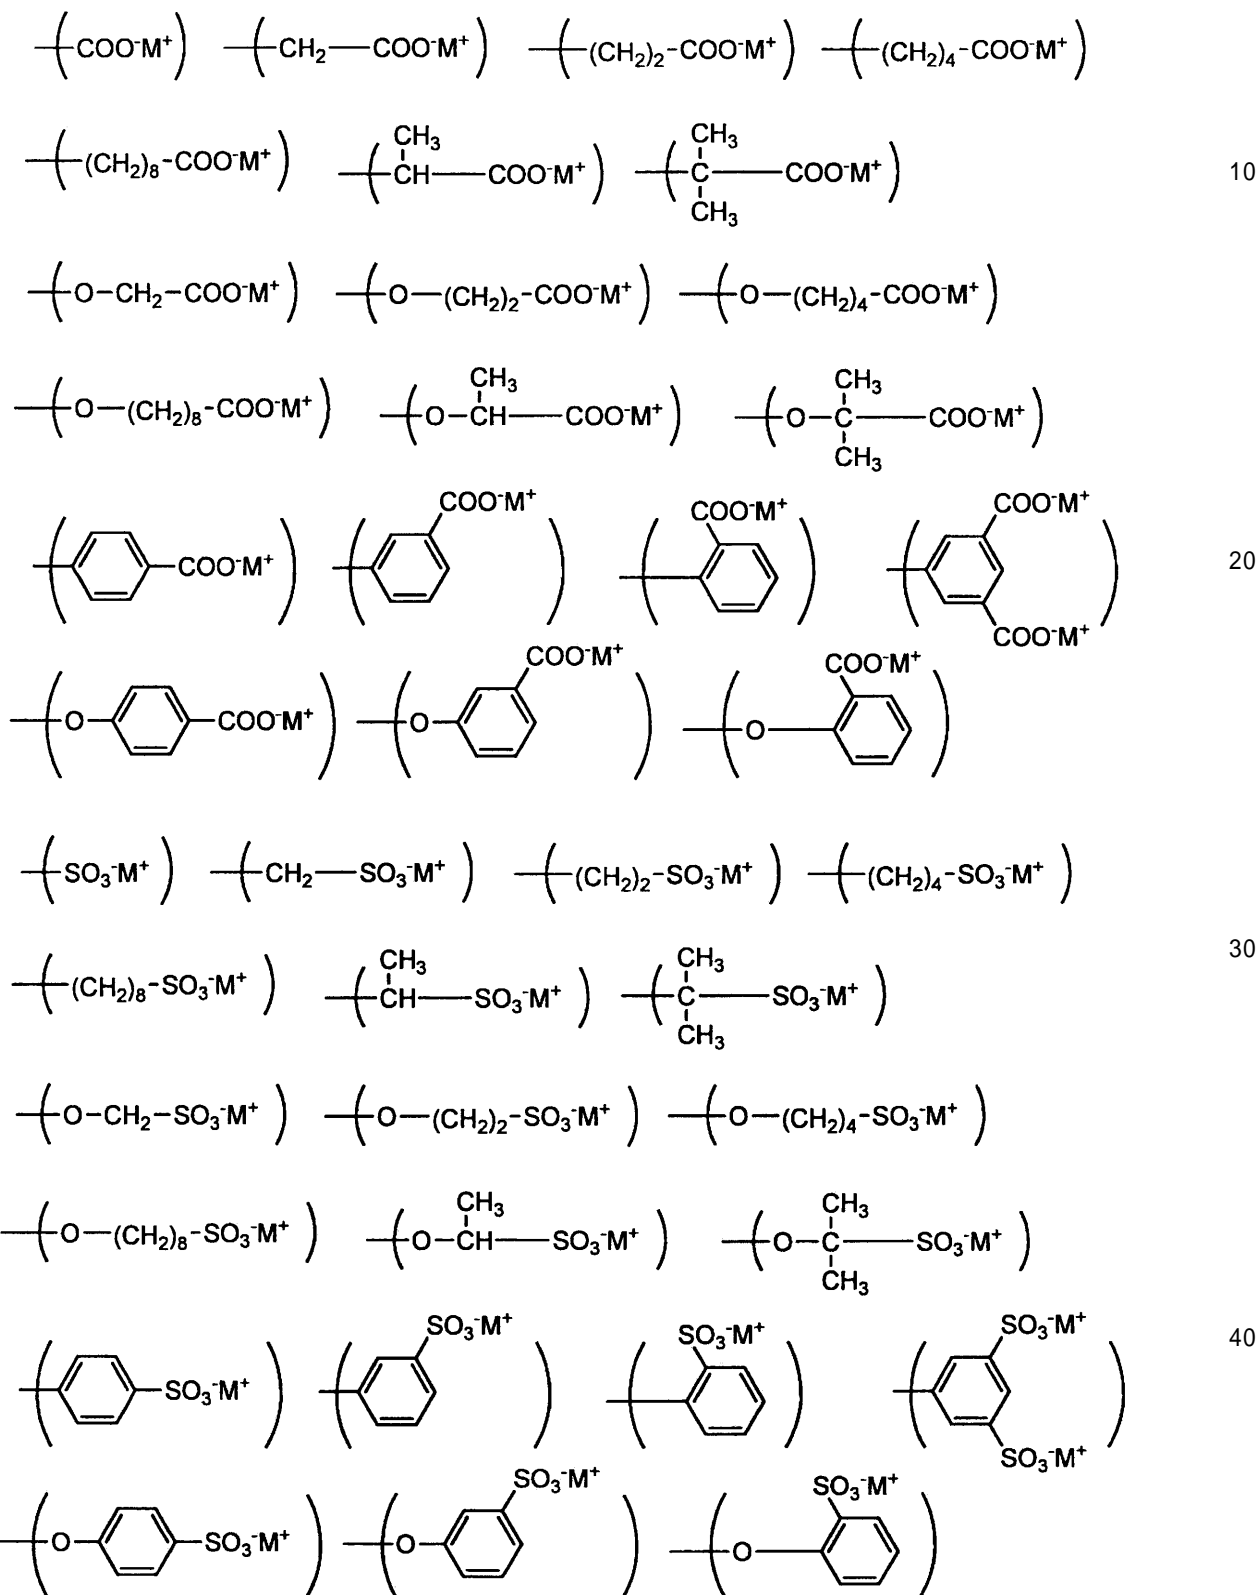 —(COO⁻M⁺) —(CH₂—COO⁻M⁺) —((CH₂)₂-COO⁻M⁺) —((CH₂)₄-COO⁻M⁺)
CH₃ CH₃
—((CH₂)₈-COO⁻M⁺) —(CH—COO⁻M⁺) —(C—COO⁻M⁺) 10
CH₃
—(O—CH₂—COO⁻M⁺) —(O—(CH₂)₂-COO⁻M⁺) —(O—(CH₂)₄-COO⁻M⁺)
CH₃ CH₃
—(O—(CH₂)₈-COO⁻M⁺) —(O—CH—COO⁻M⁺) —(O—C—COO⁻M⁺)
CH₃
COO⁻M⁺ COO⁻M⁺ COO⁻M⁺
COO⁻M⁺ 20
COO⁻M⁺
COO⁻M⁺ COO⁻M⁺
O COO⁻M⁺ O O
—(SO₃⁻M⁺) —(CH₂—SO₃⁻M⁺) —((CH₂)₂-SO₃⁻M⁺) —((CH₂)₄-SO₃⁻M⁺)
CH₃ CH₃ 30
—((CH₂)₈-SO₃⁻M⁺) —(CH—SO₃⁻M⁺) —(C—SO₃⁻M⁺)
CH₃
—(O—CH₂—SO₃⁻M⁺) —(O—(CH₂)₂-SO₃⁻M⁺) —(O—(CH₂)₄-SO₃⁻M⁺)
CH₃ CH₃
—(O—(CH₂)₈-SO₃⁻M⁺) —(O—CH—SO₃⁻M⁺) —(O—C—SO₃⁻M⁺)
CH₃
SO₃⁻M⁺ SO₃⁻M⁺ SO₃⁻M⁺ 40
SO₃⁻M⁺
SO₃⁻M⁺
SO₃⁻M⁺ SO₃⁻M⁺
O SO₃⁻M⁺ O O